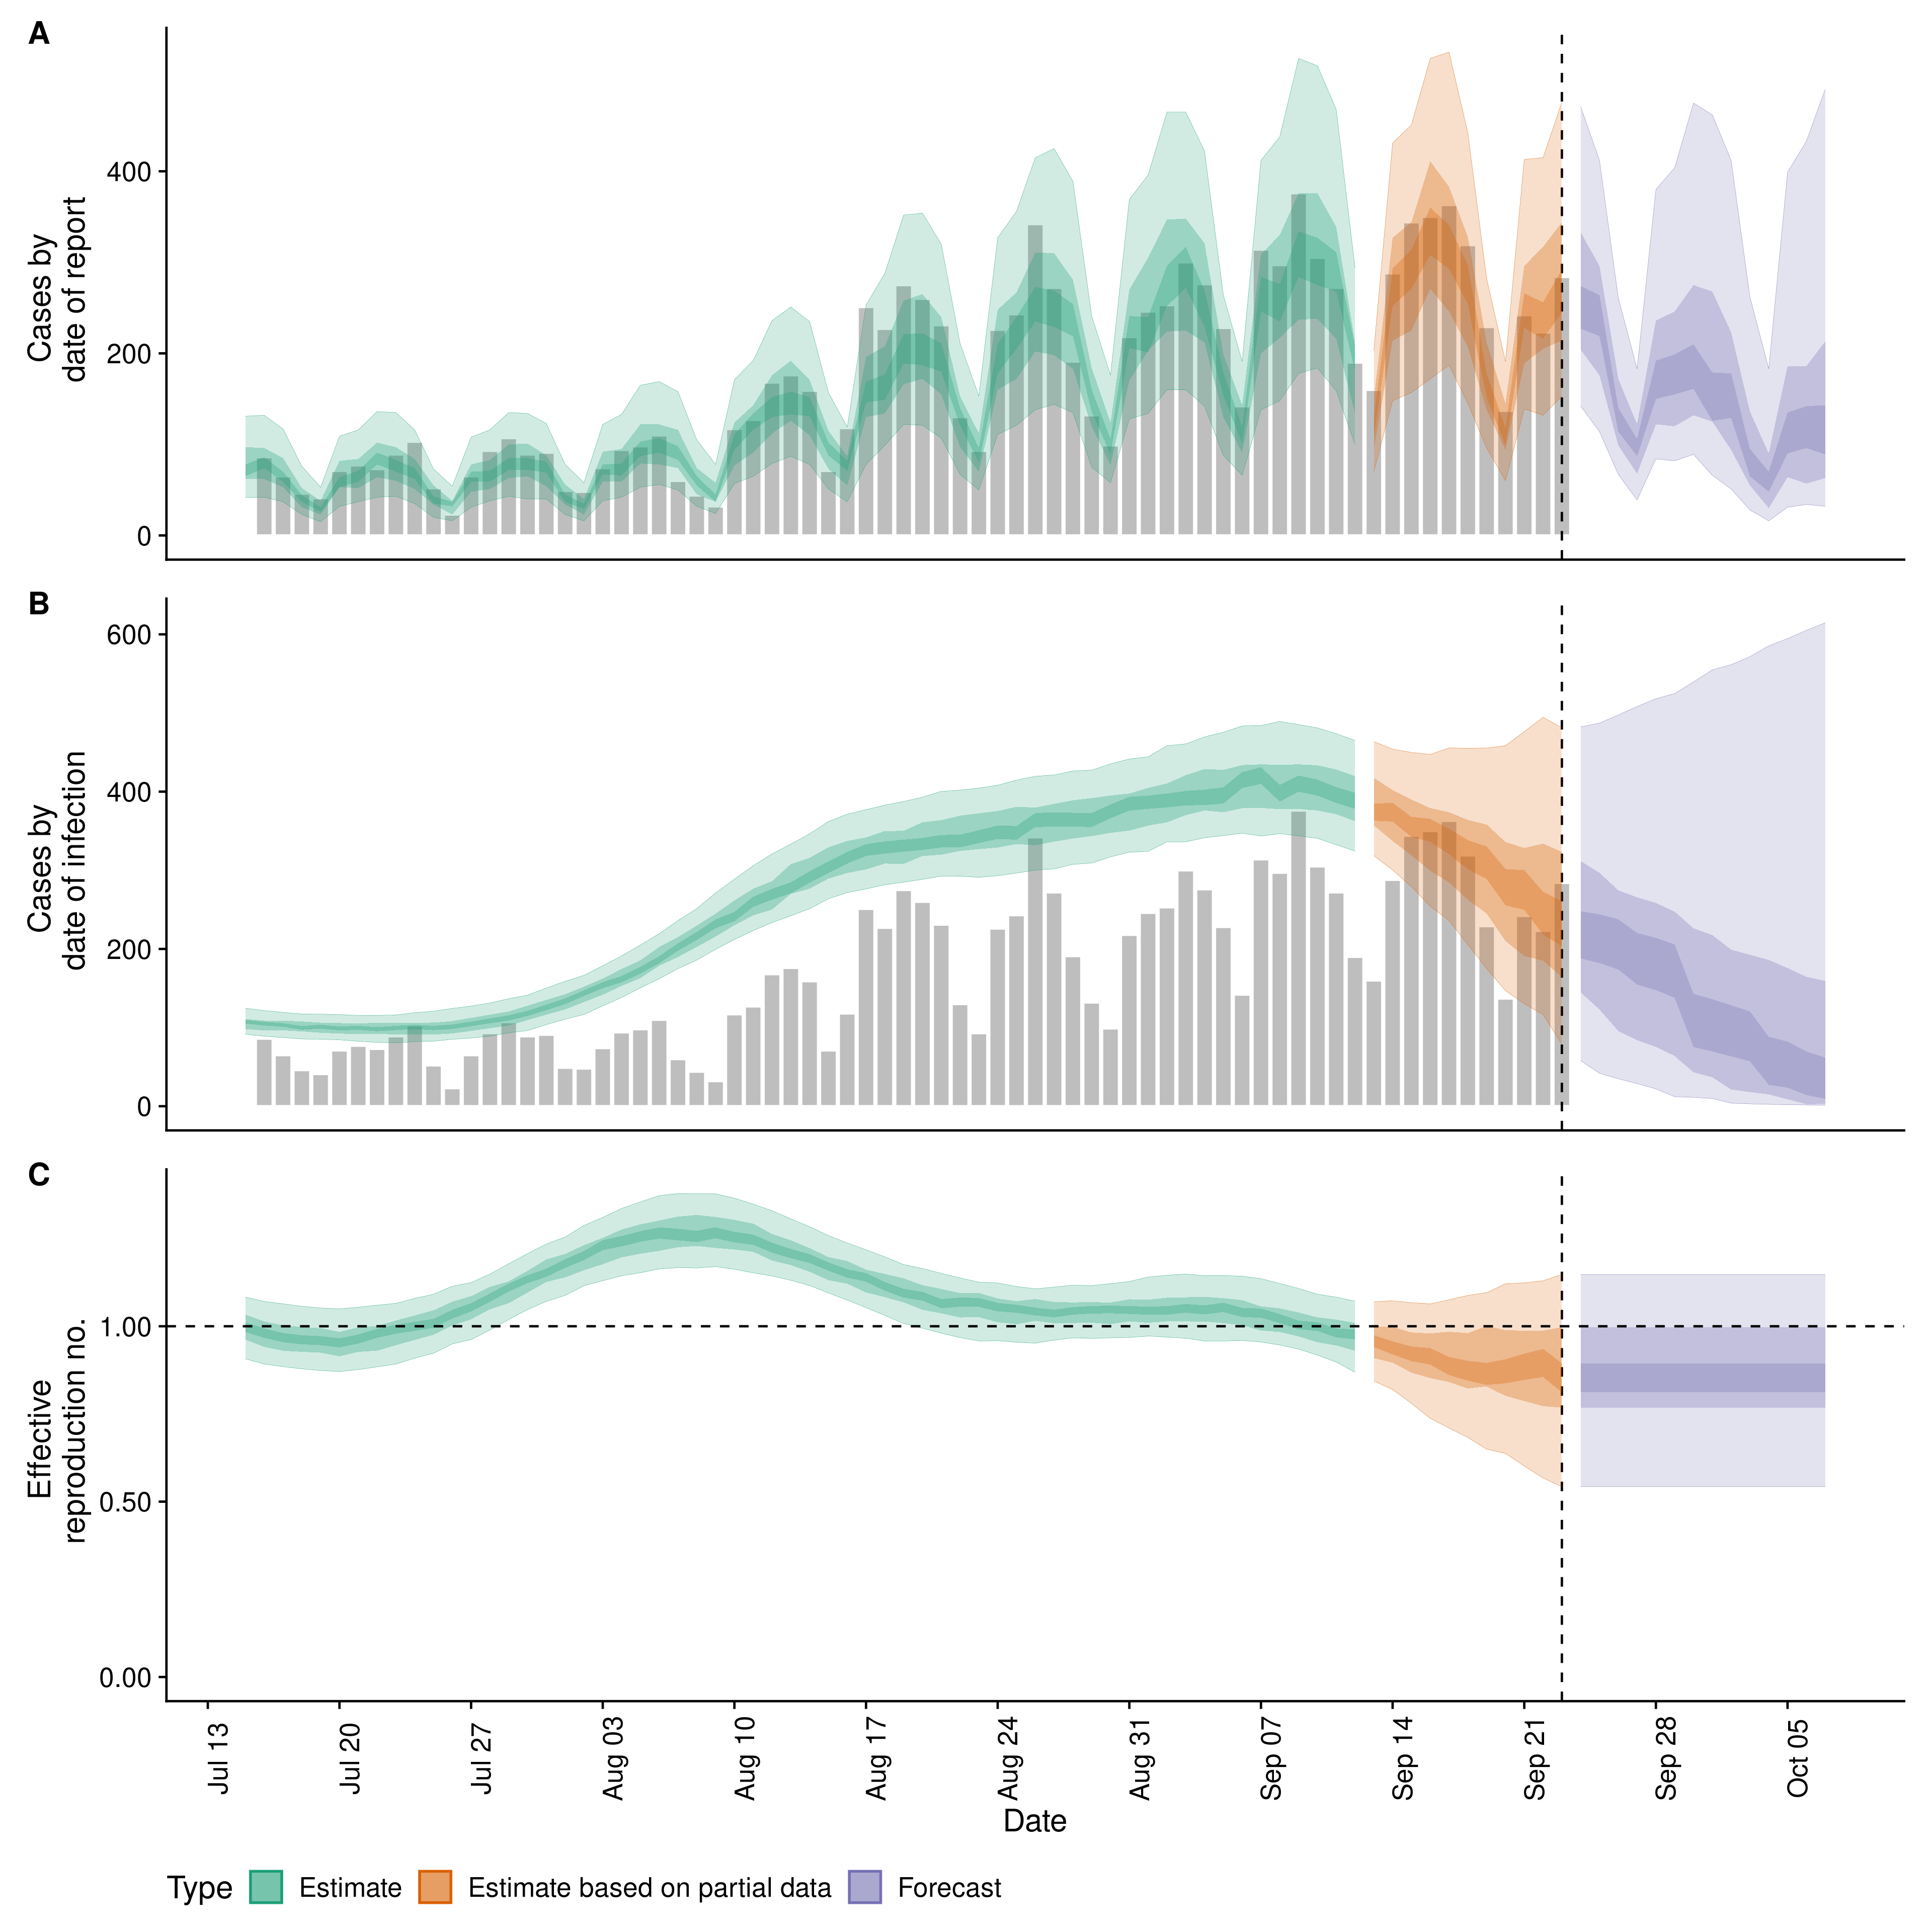 A
Cases by
date of report
400
200
0
B
Cases by
date of infection
600
400
200
0
C
Effective
reproduction no.
1.00
0.50
0.00
Jul 13
Jul 20
Jul 27
Aug 03
Aug 10
Aug 17
Aug 24
Aug 31
Sep 07
Sep 14
Sep 21
Sep 28
Oct 05
Date
Type Estimate Estimate based on partial data Forecast